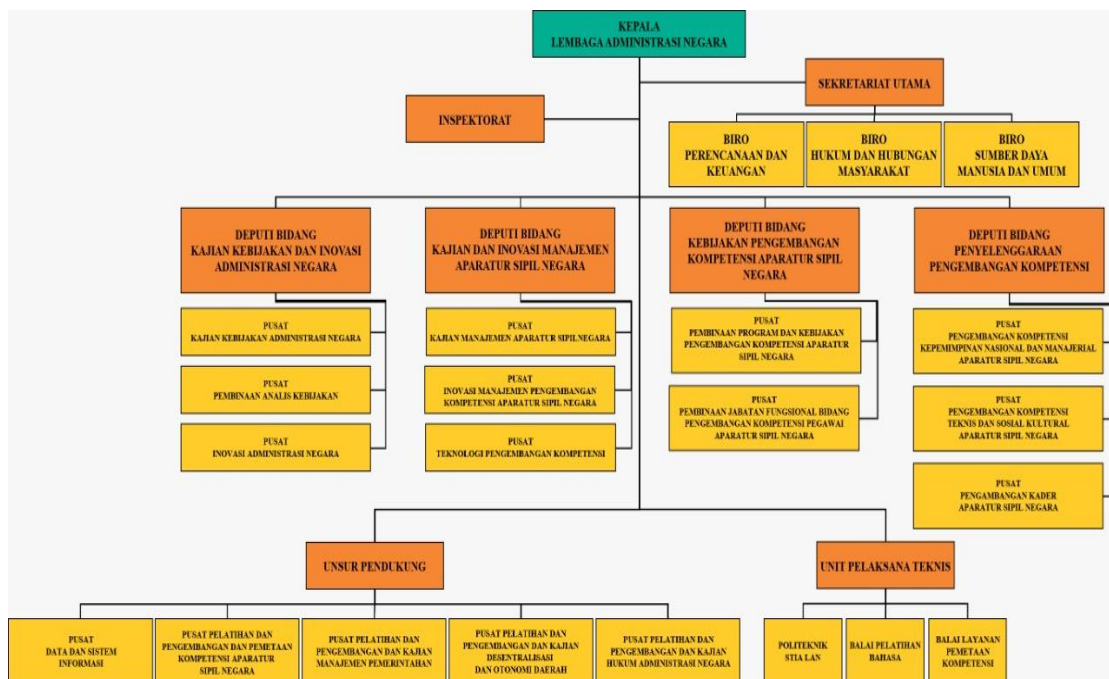 KEPALA
LEMBAGA ADMINISTRASI NEGARA
SEKRETARIAT UTAMA
INSPEKTORAT
BIRO
PERENCANAAN DAN
KEUANGAN
BIRO
HUKUM DAN HUBUNGAN
MASYARAKAT
BIRO
SUMBER DAYA
MANUSIA DAN UMUM
DEPUTI BIDANG
KAJIAN KEBIJAKAN DAN INOVASI
ADMINISTRASI NEGARA
DEPUTI BIDANG
KAJIAN DAN INOVASI MANAJEMEN
APARATUR SIPIL NEGARA
DEPUTI BIDANG
KEBIJAKAN PENGEMBANGAN
KOMPETENSI APARATUR SIPIL
NEGARA
DEPUTI BIDANG
PENYELENGGARAAN
PENGEMBANGAN KOMPETENSI
PUSAT
KAJIAN KEBIJAKAN ADMINISTRASI NEGARA
PUSAT
PEMBINAAN ANALIS KEBIJAKAN
PUSAT
INOVASI ADMINISTRASI NEGARA
PUSAT
KAJIAN MANAJEMEN APARATUR SIPILNEGARA
PUSAT
INOVASI MANAJEMEN PENGEMBANGAN
KOMPETENSI APARATUR SIPIL NEGARA
PUSAT
TEKNOLOGI PENGEMBANGAN KOMPETENSI
PUSAT
PEMBINAAN PROGRAM DAN KEBIJAKAN
PENGEMBANGAN KOMPETENSI APARATUR
SIPIL NEGARA
PUSAT
PEMBINAAN JABATAN FUNGSIONAL BIDANG
PENGEMBANGAN KOMPETENSI PEGAWAI
APARATUR SIPIL NEGARA
PUSAT
PENGEMBANGAN KOMPETENSI
KEPEMIMPINAN NASIONAL DAN MANAJERIAL
APARATUR SIPIL NEGARA
PUSAT
PENGEMBANGAN KOMPETENSI
TEKNIS DAN SOSIAL KULTURAL
APARATUR SIPIL NEGARA
PUSAT
PENGAMBANGAN KADER
APARATUR SIPIL NEGARA
UNSUR PENDUKUNG
UNIT PELAKSANA TEKNIS
PUSAT
DATA DAN SISTEM
INFORMASI
PUSAT PELATIHAN DAN
PENGEMBANGAN DAN PEMETAAN
KOMPETENSI APARATUR
SIPIL NEGARA
PUSAT PELATIHAN DAN
PENGEMBANGAN DAN KAJIAN
MANAJEMEN PEMERINTAHAN
PUSAT PELATIHAN DAN
PENGEMBANGAN DAN KAJIAN
DESENTRALISASI
DAN OTONOMI DAERAH
PUSAT PELATIHAN DAN
PENGEMBANGAN DAN KAJIAN
HUKUM ADMINISTRASI NEGARA
POLITEKNIK
STIA LAN
BALAI PELATIHAN
BAHASA
BALAI LAYANAN
PEMETAAN
KOMPETENSI